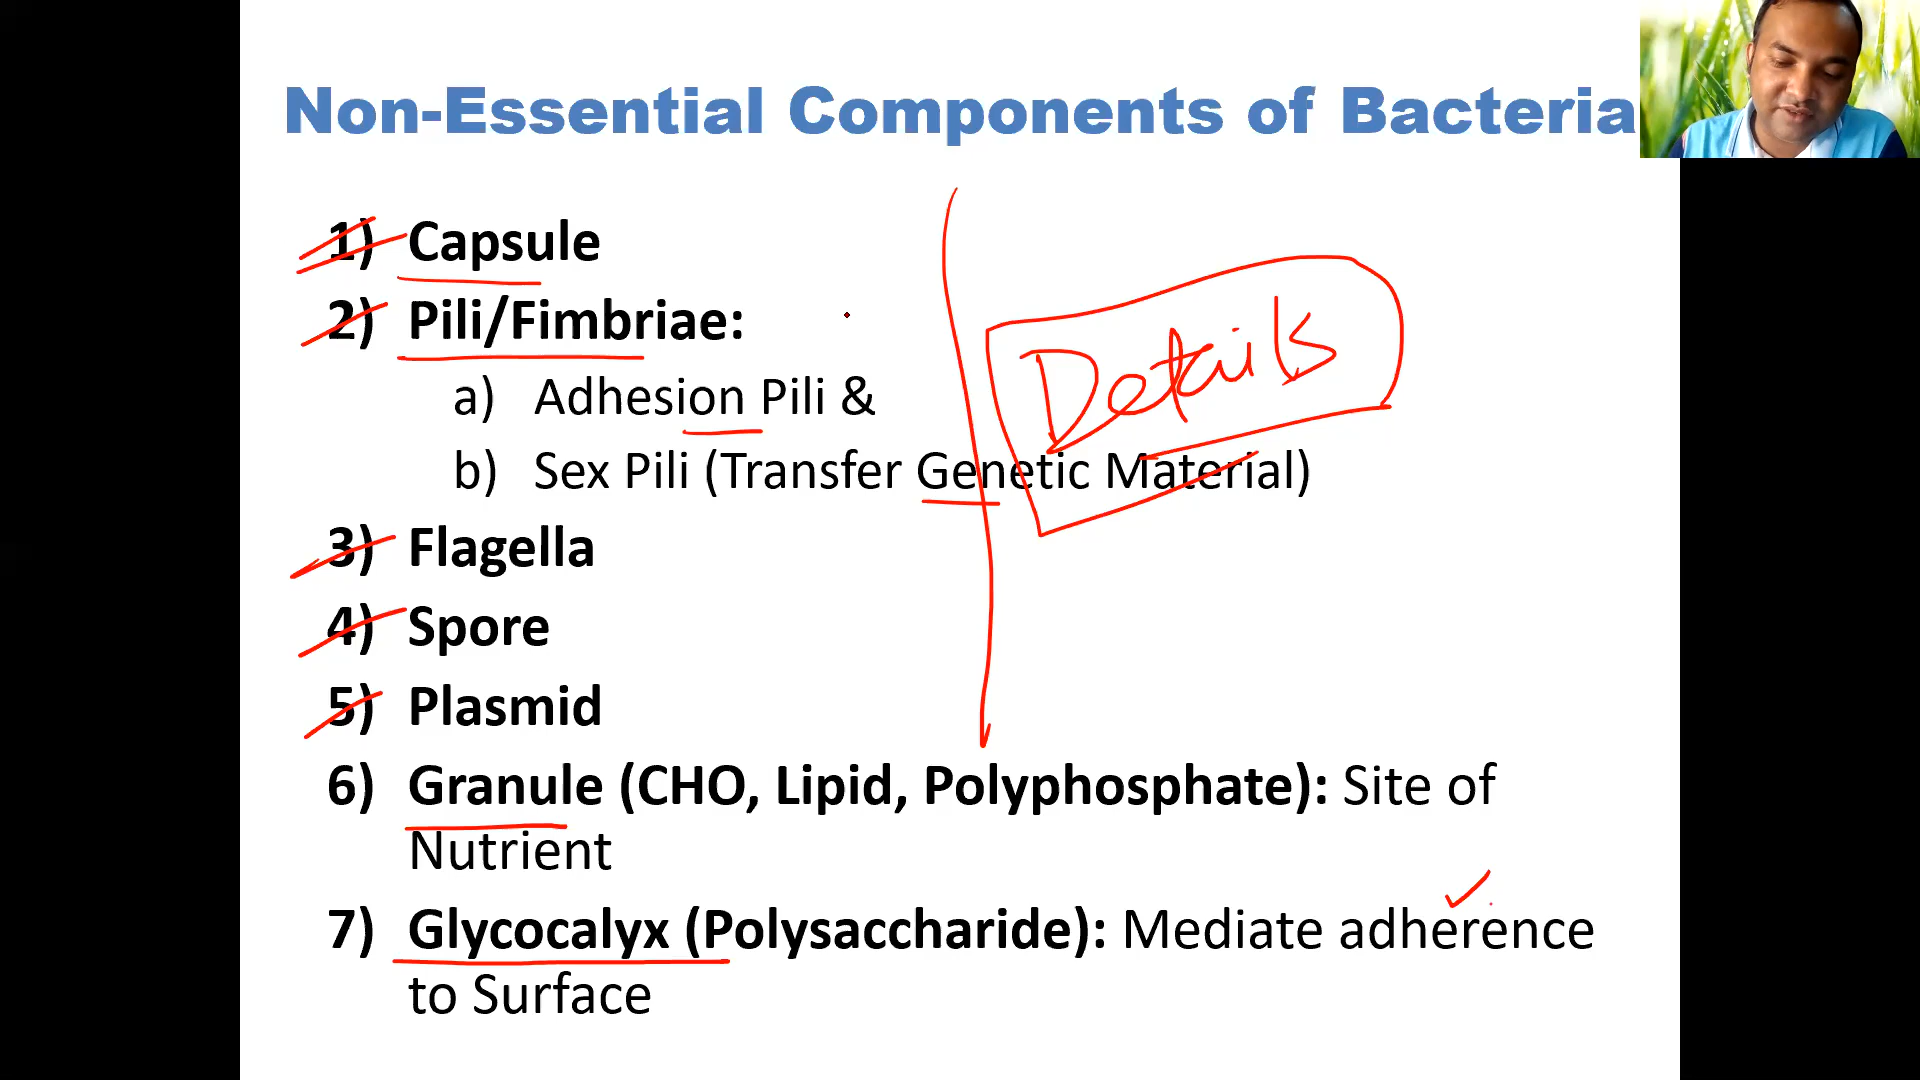 Non-Essential Components of Bacteria
1) Capsule
2) Pili/Fimbriae:
a) Adhesion Pili &
b) Sex Pili (Transfer Genetic Material)
Details
3) Flagella
4) Spore
5) Plasmid
6) Granule (CHO, Lipid, Polyphosphate): Site of
Nutrient
7) Glycocalyx (Polysaccharide): Mediate adherence
to Surface